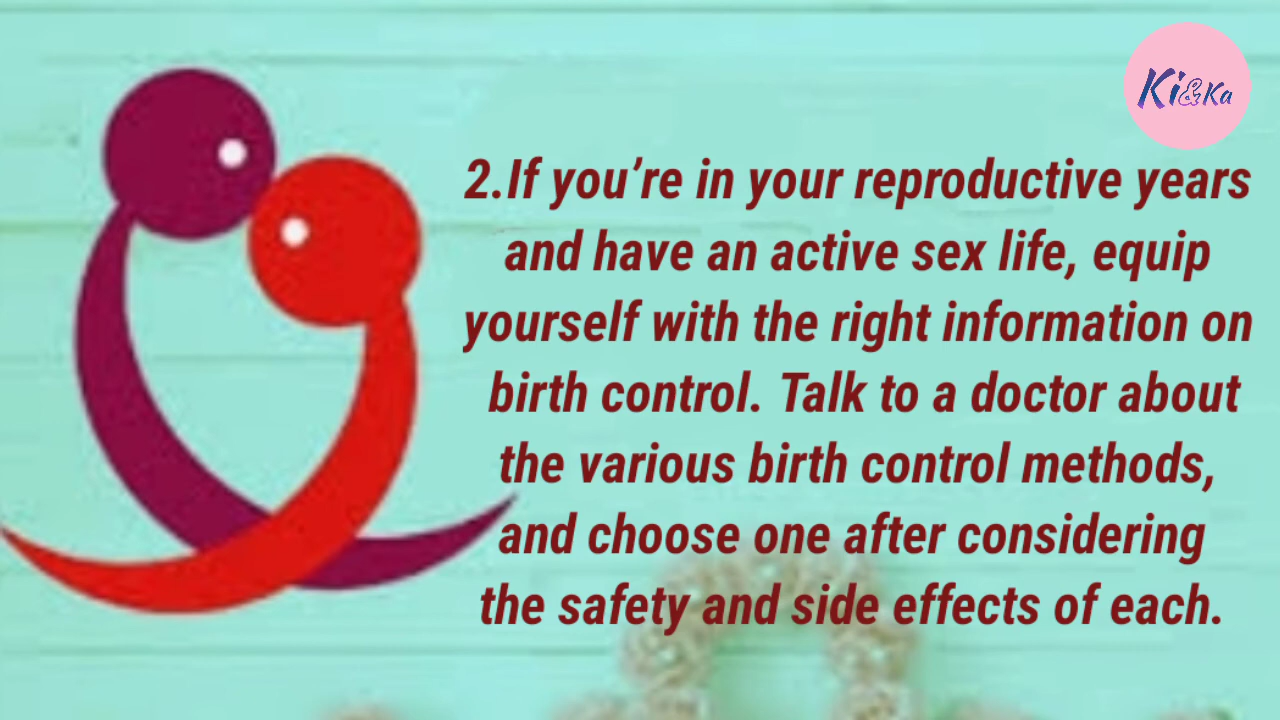 Ki&Ka
2.If you’re in your reproductive years
and have an active sex life, equip
yourself with the right information on
birth control. Talk to a doctor about
the various birth control methods,
and choose one after considering
the safety and side effects of each.